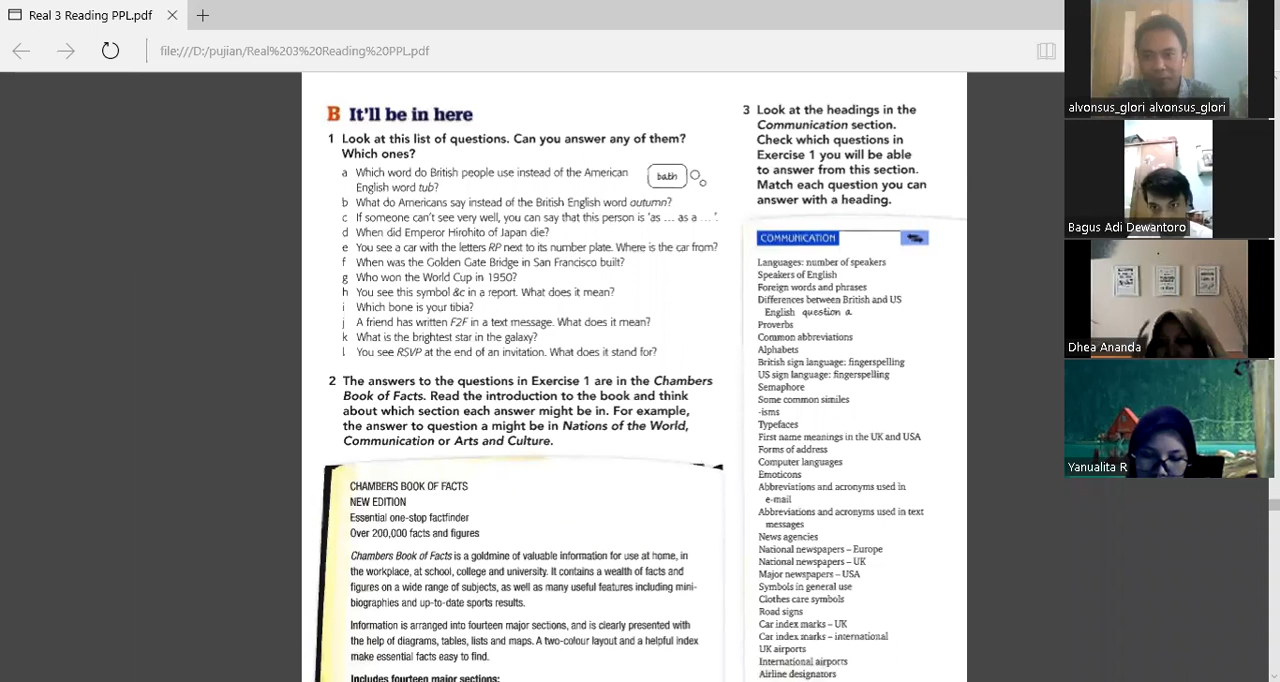 Real 3 Reading PPL.pdf
file:///D:/pujian/Real%203%20Reading%20PPL.pdf
B It'll be in here
1 Look at this list of questions. Can you answer any of them?
Which ones?
a Which word do British people use instead of the American
English word tub?
bath
b What do Americans say instead of the British English word autumn?
c If someone can't see very well, you can say that this person is 'as ... as a ... '.
d When did Emperor Hirohito of Japan die?
e You see a car with the letters RP next to its number plate. Where is the car from?
f When was the Golden Gate Bridge in San Francisco built?
g Who won the World Cup in 1950?
h You see this symbol &c in a report. What does it mean?
i Which bone is your tibia?
j A friend has written F2F in a text message. What does it mean?
k What is the brightest star in the galaxy?
l You see RSVP at the end of an invitation. What does it stand for?
2 The answers to the questions in Exercise 1 are in the Chambers
Book of Facts. Read the introduction to the book and think
about which section each answer might be in. For example,
the answer to question a might be in Nations of the World,
Communication or Arts and Culture.
CHAMBERS BOOK OF FACTS
NEW EDITION
Essential one-stop factfinder
Over 200,000 facts and figures
Chambers Book of Facts is a goldmine of valuable information for use at home, in
the workplace, at school, college and university. It contains a wealth of facts and
figures on a wide range of subjects, as well as many useful features including mini-
biographies and up-to-date sports results.
Information is arranged into fourteen major sections, and is clearly presented with
the help of diagrams, tables, lists and maps. A two-colour layout and a helpful index
make essential facts easy to find.
Includes fourteen major sections:
3 Look at the headings in the
Communication section.
Check which questions in
Exercise 1 you will be able
to answer from this section.
Match each question you can
answer with a heading.
COMMUNICATION
Languages: number of speakers
Speakers of English
Foreign words and phrases
Differences between British and US
English question a
Proverbs
Common abbreviations
Alphabets
British sign language: fingerspelling
US sign language: fingerspelling
Semaphore
Some common similes
-isms
Typefaces
First name meanings in the UK and USA
Forms of address
Computer languages
Emoticons
Abbreviations and acronyms used in
e-mail
Abbreviations and acronyms used in text
messages
News agencies
National newspapers – Europe
National newspapers – UK
Major newspapers – USA
Symbols in general use
Clothes care symbols
Road signs
Car index marks – UK
Car index marks – international
UK airports
International airports
Airline designators
alvonsus_glori alvonsus_glori
Bagus Adi Dewantoro
Dhea Ananda
Yanualita R